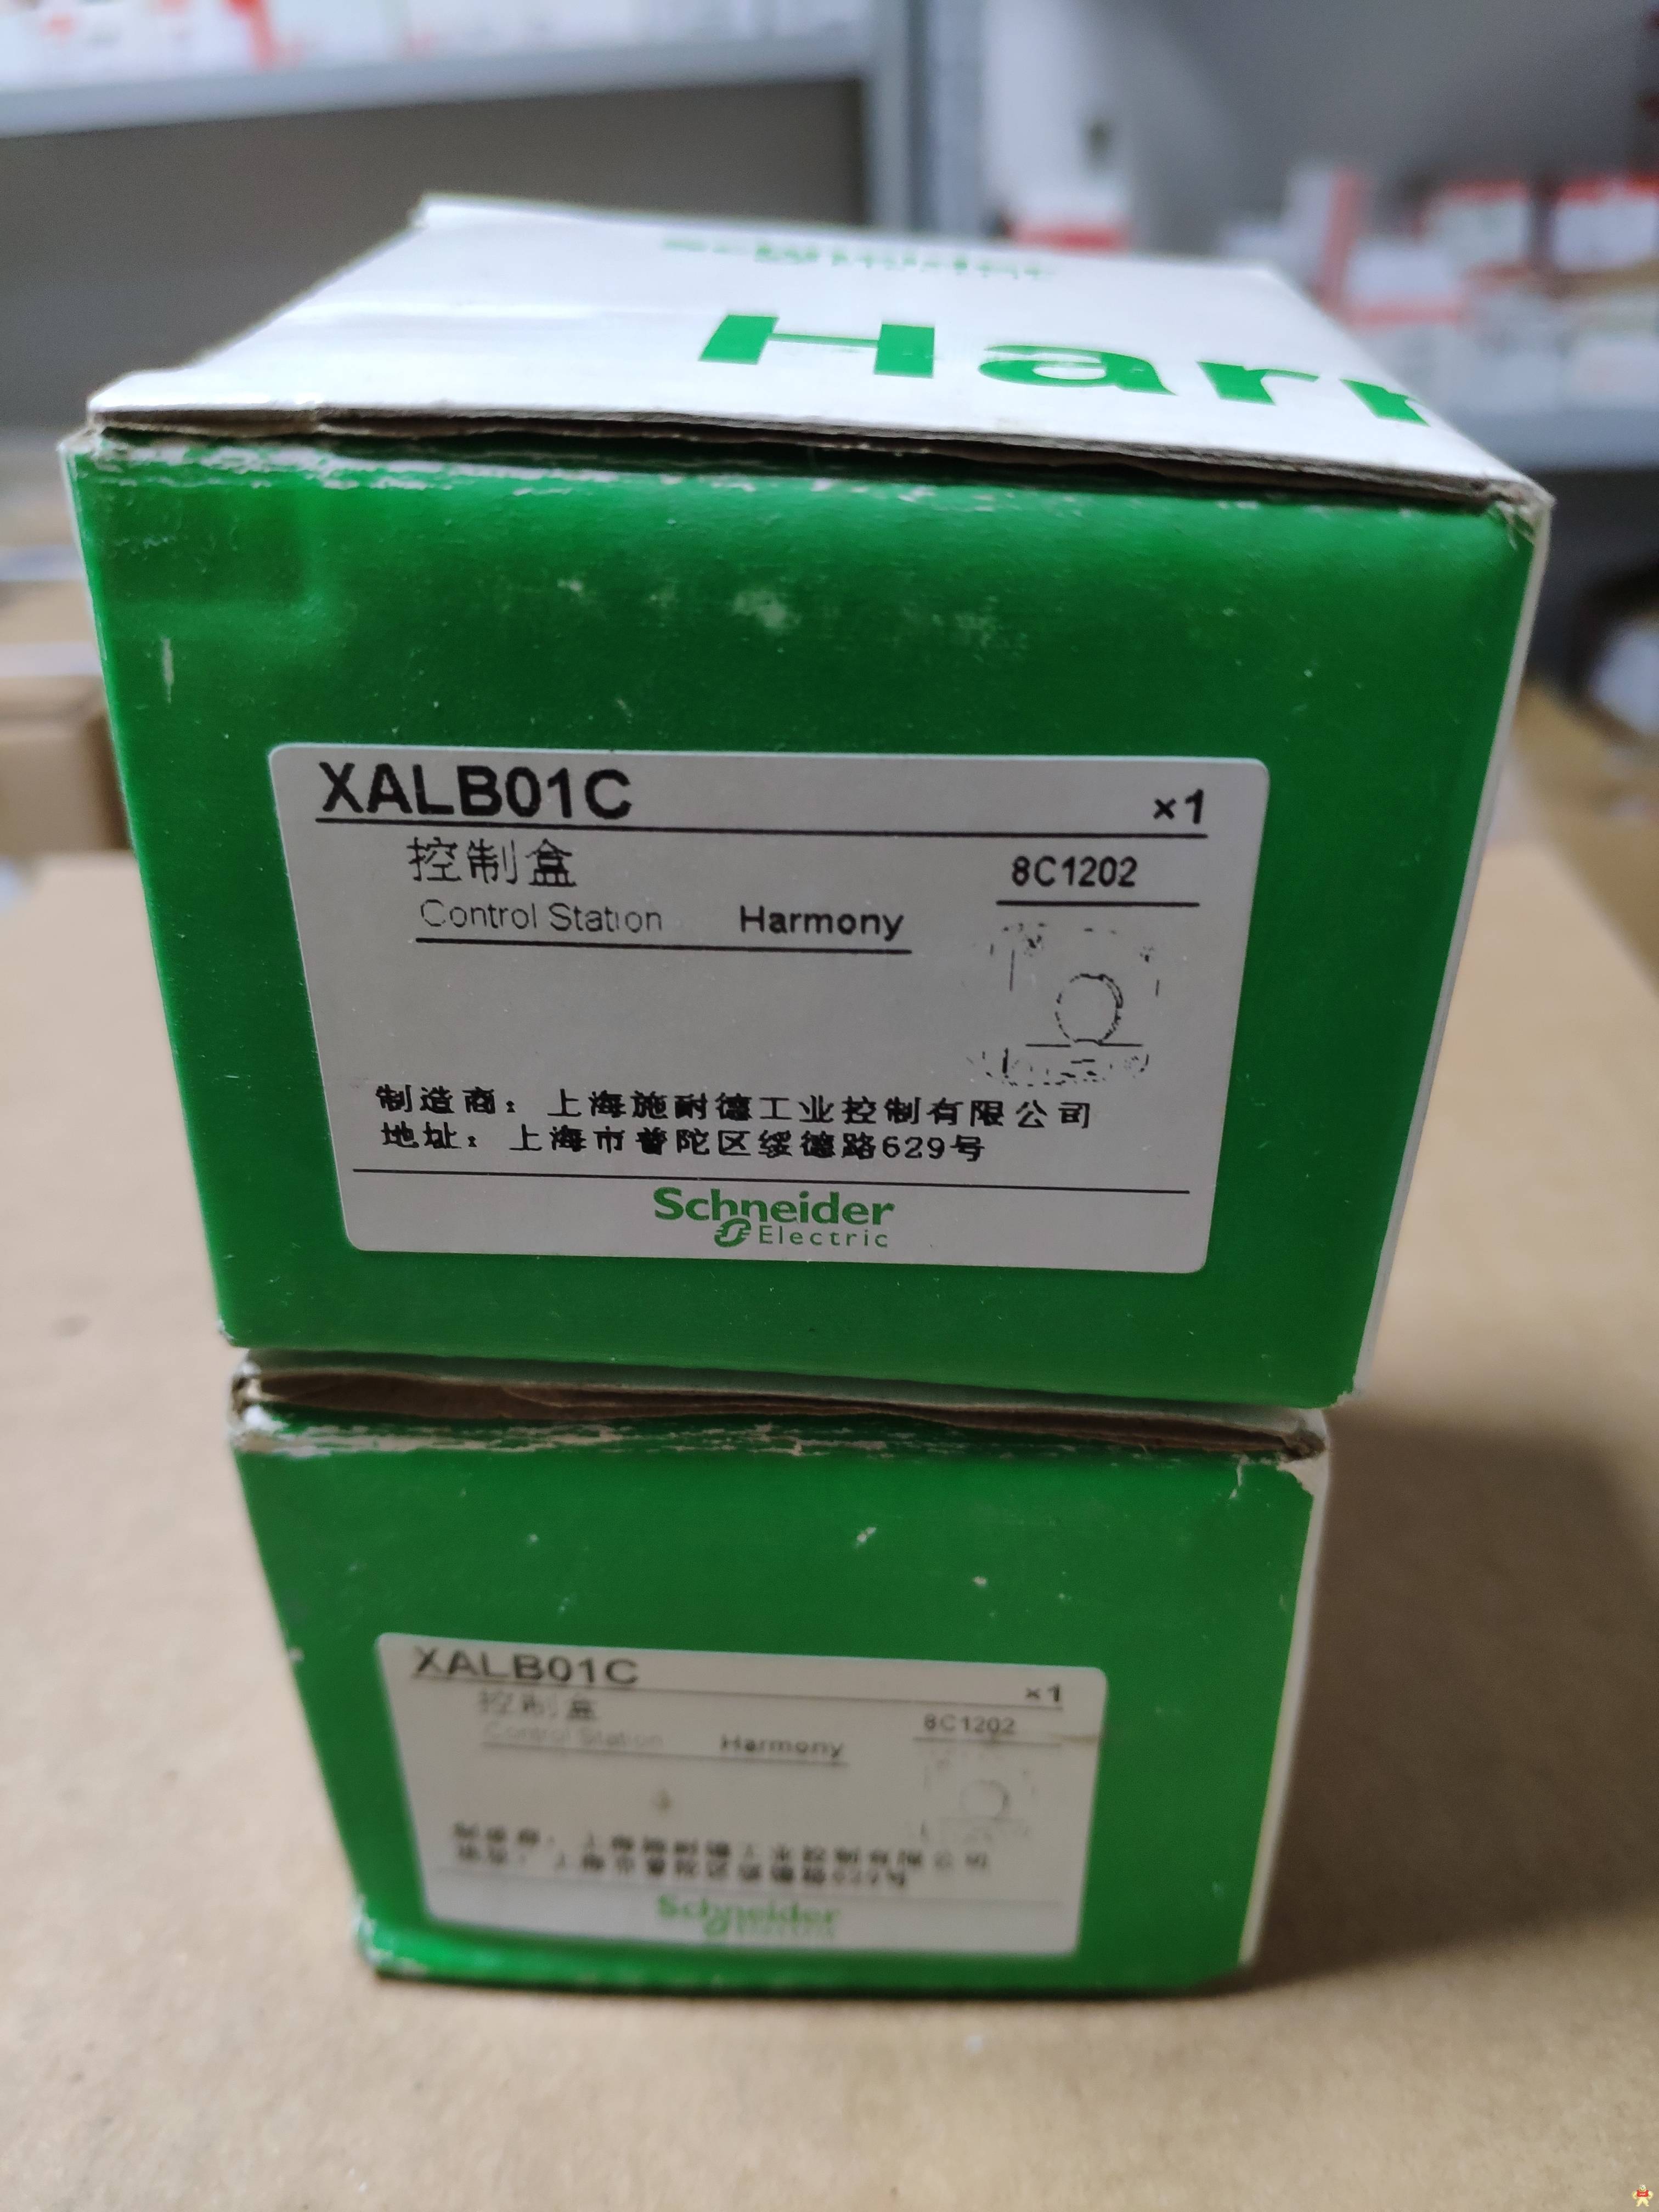 Harm
XALB01C ×1
控制盒 8C1202
Control Station Harmony
制造商：上海施耐德工业控制有限公司
地址：上海市普陀区绥德路629号
Schneider
Electric
XALB01C ×1
控制盒 8C1202
Control Station Harmony
Schneider
Electric